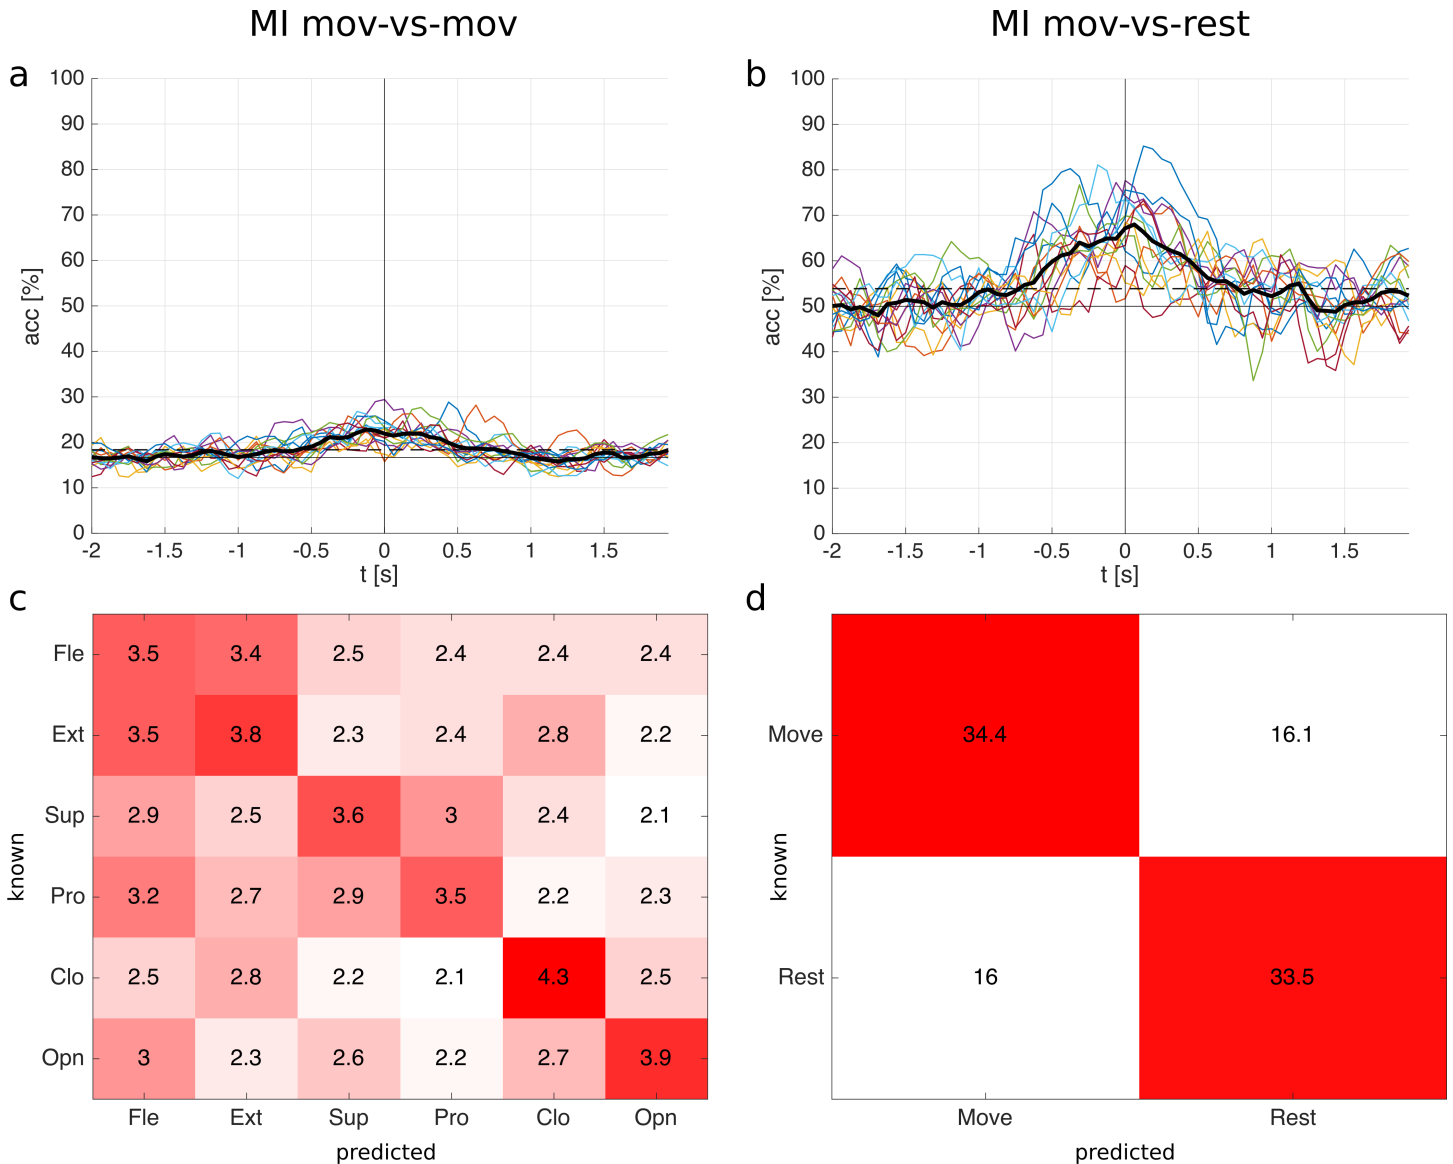 MI mov-vs-mov
MI mov-vs-rest
a
100
90
80
70
60
50
40
30
20
10
0
acc [%]
-2 -1.5 -1 -0.5 0 0.5 1 1.5
t [s]
b
100
90
80
70
60
50
40
30
20
10
0
acc [%]
-2 -1.5 -1 -0.5 0 0.5 1 1.5
t [s]
c
known
Fle 3.5 3.4 2.5 2.4 2.4 2.4
Ext 3.5 3.8 2.3 2.4 2.8 2.2
Sup 2.9 2.5 3.6 3 2.4 2.1
Pro 3.2 2.7 2.9 3.5 2.2 2.3
Clo 2.5 2.8 2.2 2.1 4.3 2.5
Opn 3 2.3 2.6 2.2 2.7 3.9
Fle Ext Sup Pro Clo Opn
predicted
d
known
Move 34.4 16.1
Rest 16 33.5
Move Rest
predicted